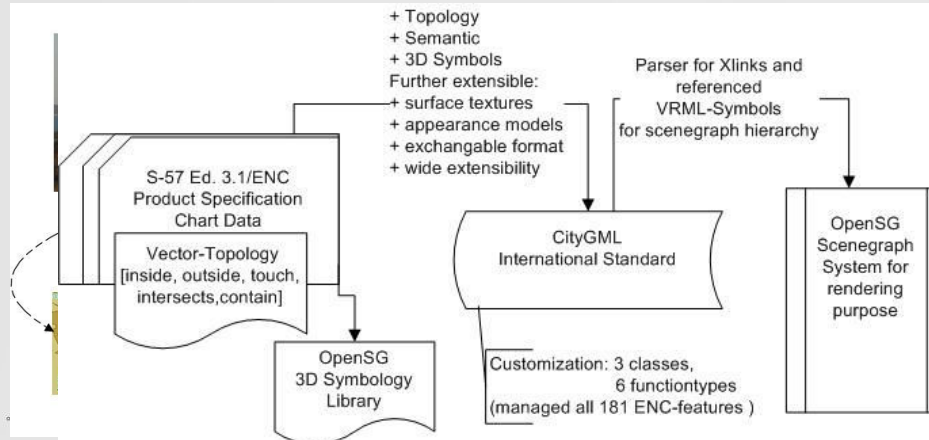 + Topology
+ Semantic
+ 3D Symbols
Further extensible:
+ surface textures
+ appearance models
+ exchangable format
+ wide extensibility
Parser for Xlinks and
referenced
VRML-Symbols
for scenegraph hierarchy
S-57 Ed. 3.1/ENC
Product Specification
Chart Data
Vector-Topology
[inside, outside, touch,
intersects,contain]
OpenSG
3D Symbology
Library
CityGML
International Standard
Customization: 3 classes,
6 functiontypes
(managed all 181 ENC-features )
OpenSG
Scenegraph
System for
rendering
purpose